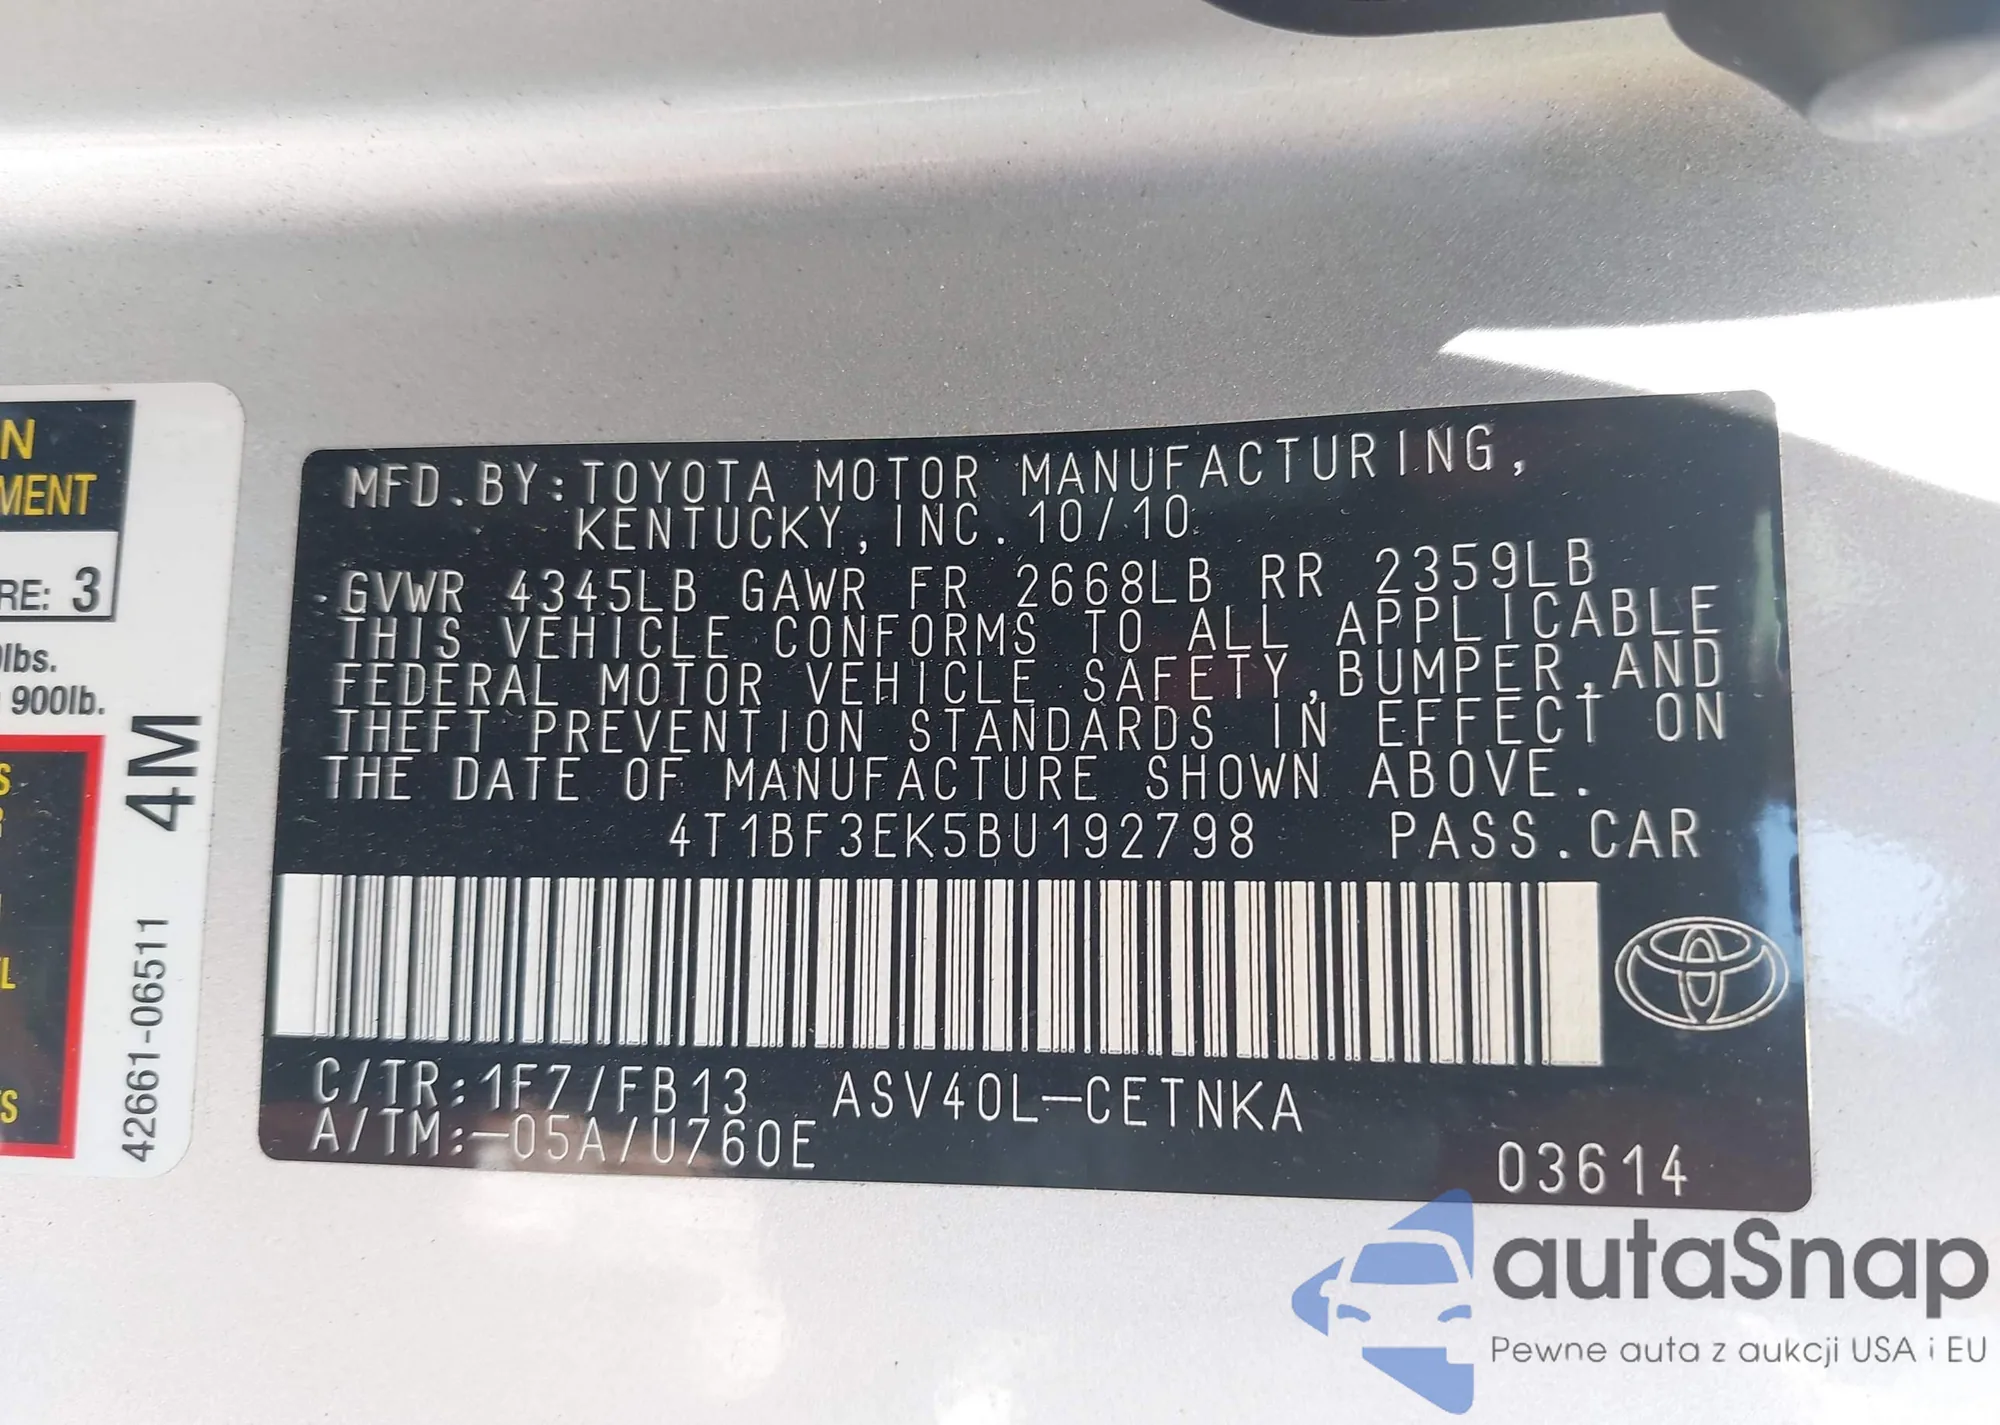 N
MENT
RE: 3
lbs.
900lb.
4M
42661-06511
MFD.BY:TOYOTA MOTOR MANUFACTURING,
KENTUCKY,INC.10/10
GVWR 4345LB GAWR FR 2668LB RR 2359LB
THIS VEHICLE CONFORMS TO ALL APPLICABLE
FEDERAL MOTOR VEHICLE SAFETY,BUMPER,AND
THEFT PREVENTION STANDARDS IN EFFECT ON
THE DATE OF MANUFACTURE SHOWN ABOVE.
4T1BF3EK5BU192798 PASS.CAR
C/TR:1F7/FB13 ASV40L-CETNKA
A/TM:-05A/U760E
03614
autaSnap
Pewne auta z aukcji USA i EU